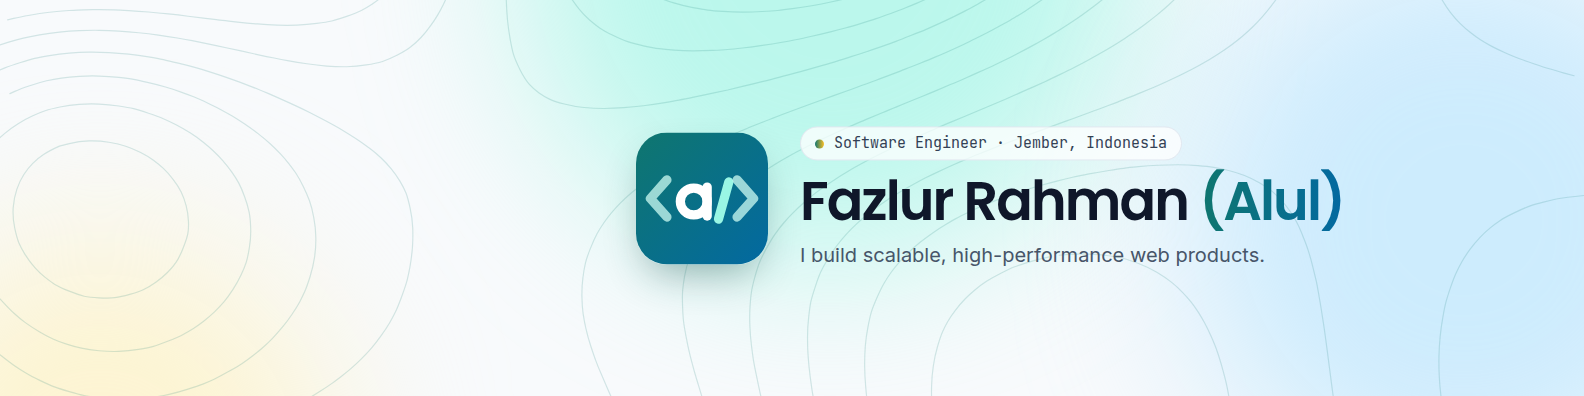 Software Engineer · Jember, Indonesia
<a/>
Fazlur Rahman (Alul)
I build scalable, high-performance web products.